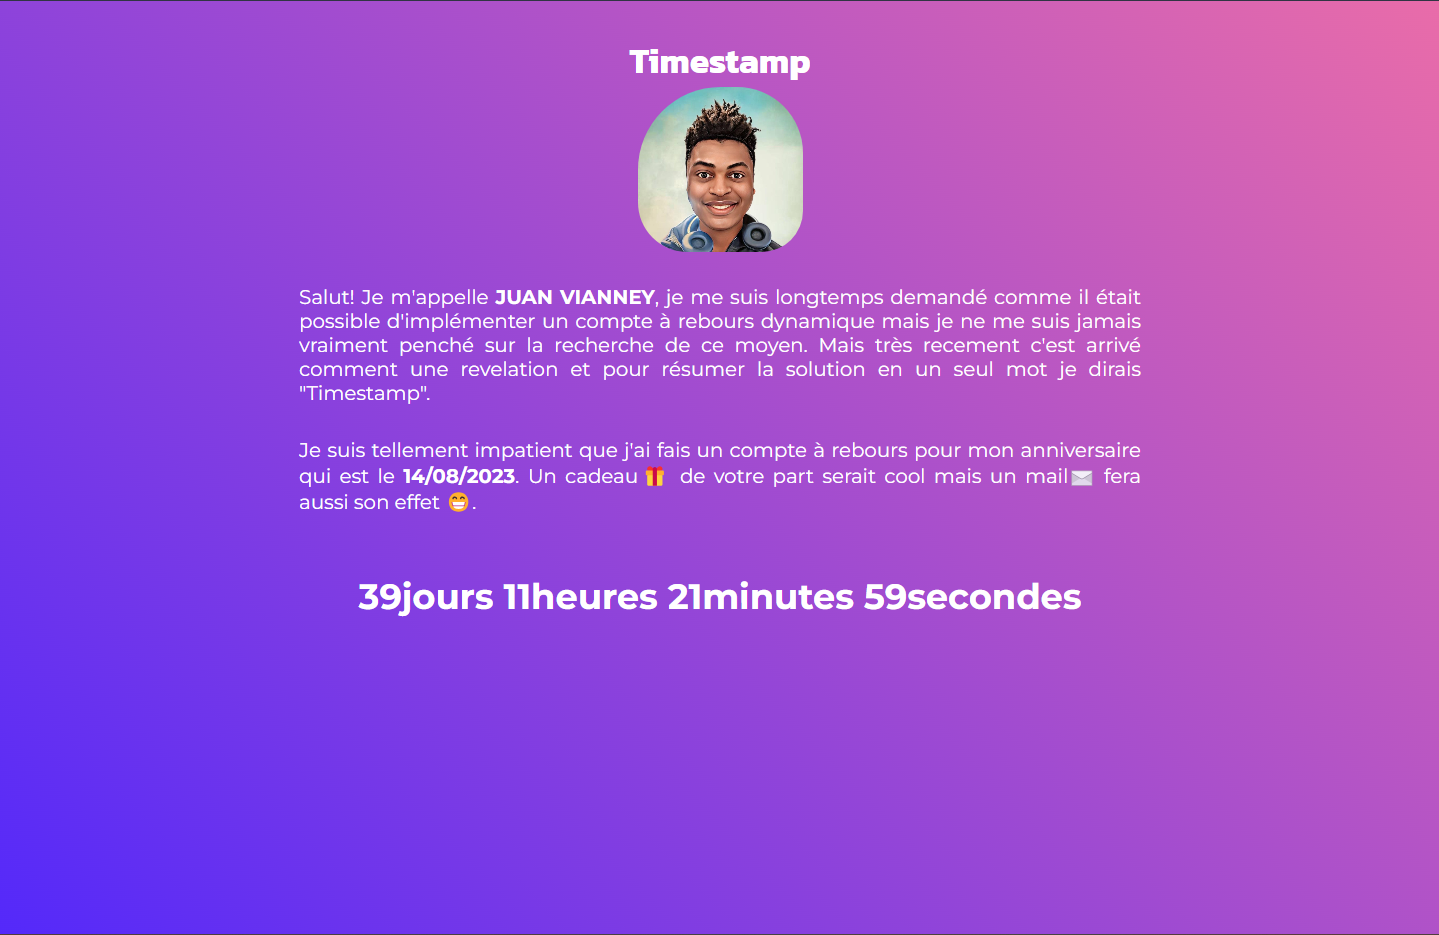 Timestamp
Salut! Je m'appelle JUAN VIANNEY, je me suis longtemps demandé comme il était
possible d'implémenter un compte à rebours dynamique mais je ne me suis jamais
vraiment penché sur la recherche de ce moyen. Mais très recement c'est arrivé
comment une revelation et pour résumer la solution en un seul mot je dirais
"Timestamp".
Je suis tellement impatient que j'ai fais un compte à rebours pour mon anniversaire
qui est le 14/08/2023. Un cadeau🎁 de votre part serait cool mais un mail✉️ fera
aussi son effet 😁.
39jours 11heures 21minutes 59secondes